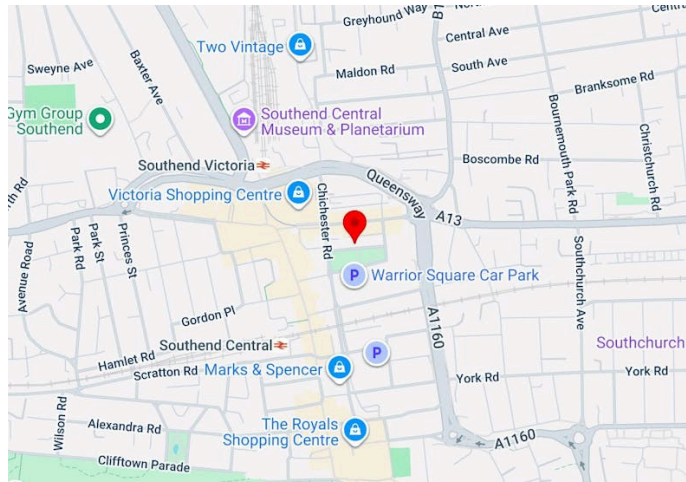 Greyhound Way
Two Vintage
Central Ave
South Ave
Maldon Rd
Sweyne Ave
Baxter Ave
Branksome Rd
Gym Group
Southend
Southend Central
Museum & Planetarium
Bournemouth Park Rd
Christchurch Rd
Boscombe Rd
Southend Victoria
Queensway
Victoria Shopping Centre
Chichester Rd
A13
Avenue Road
Park Rd
Park St
Princes St
P
Warrior Square Car Park
Southchurch Ave
A1160
Gordon Pl
Southend Central
Southchurch
Hamlet Rd
Scratton Rd
Marks & Spencer
P
York Rd
York Rd
Wilson Rd
Alexandra Rd
The Royals
Shopping Centre
A1160
Clifftown Parade